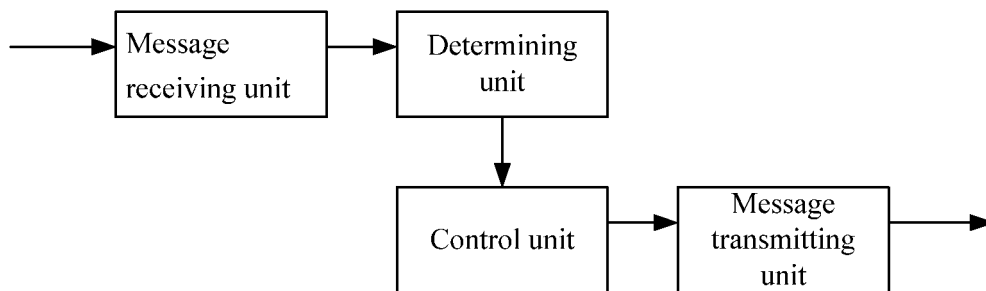 Message
receiving unit
Determining
unit
Control unit
Message
transmitting
unit